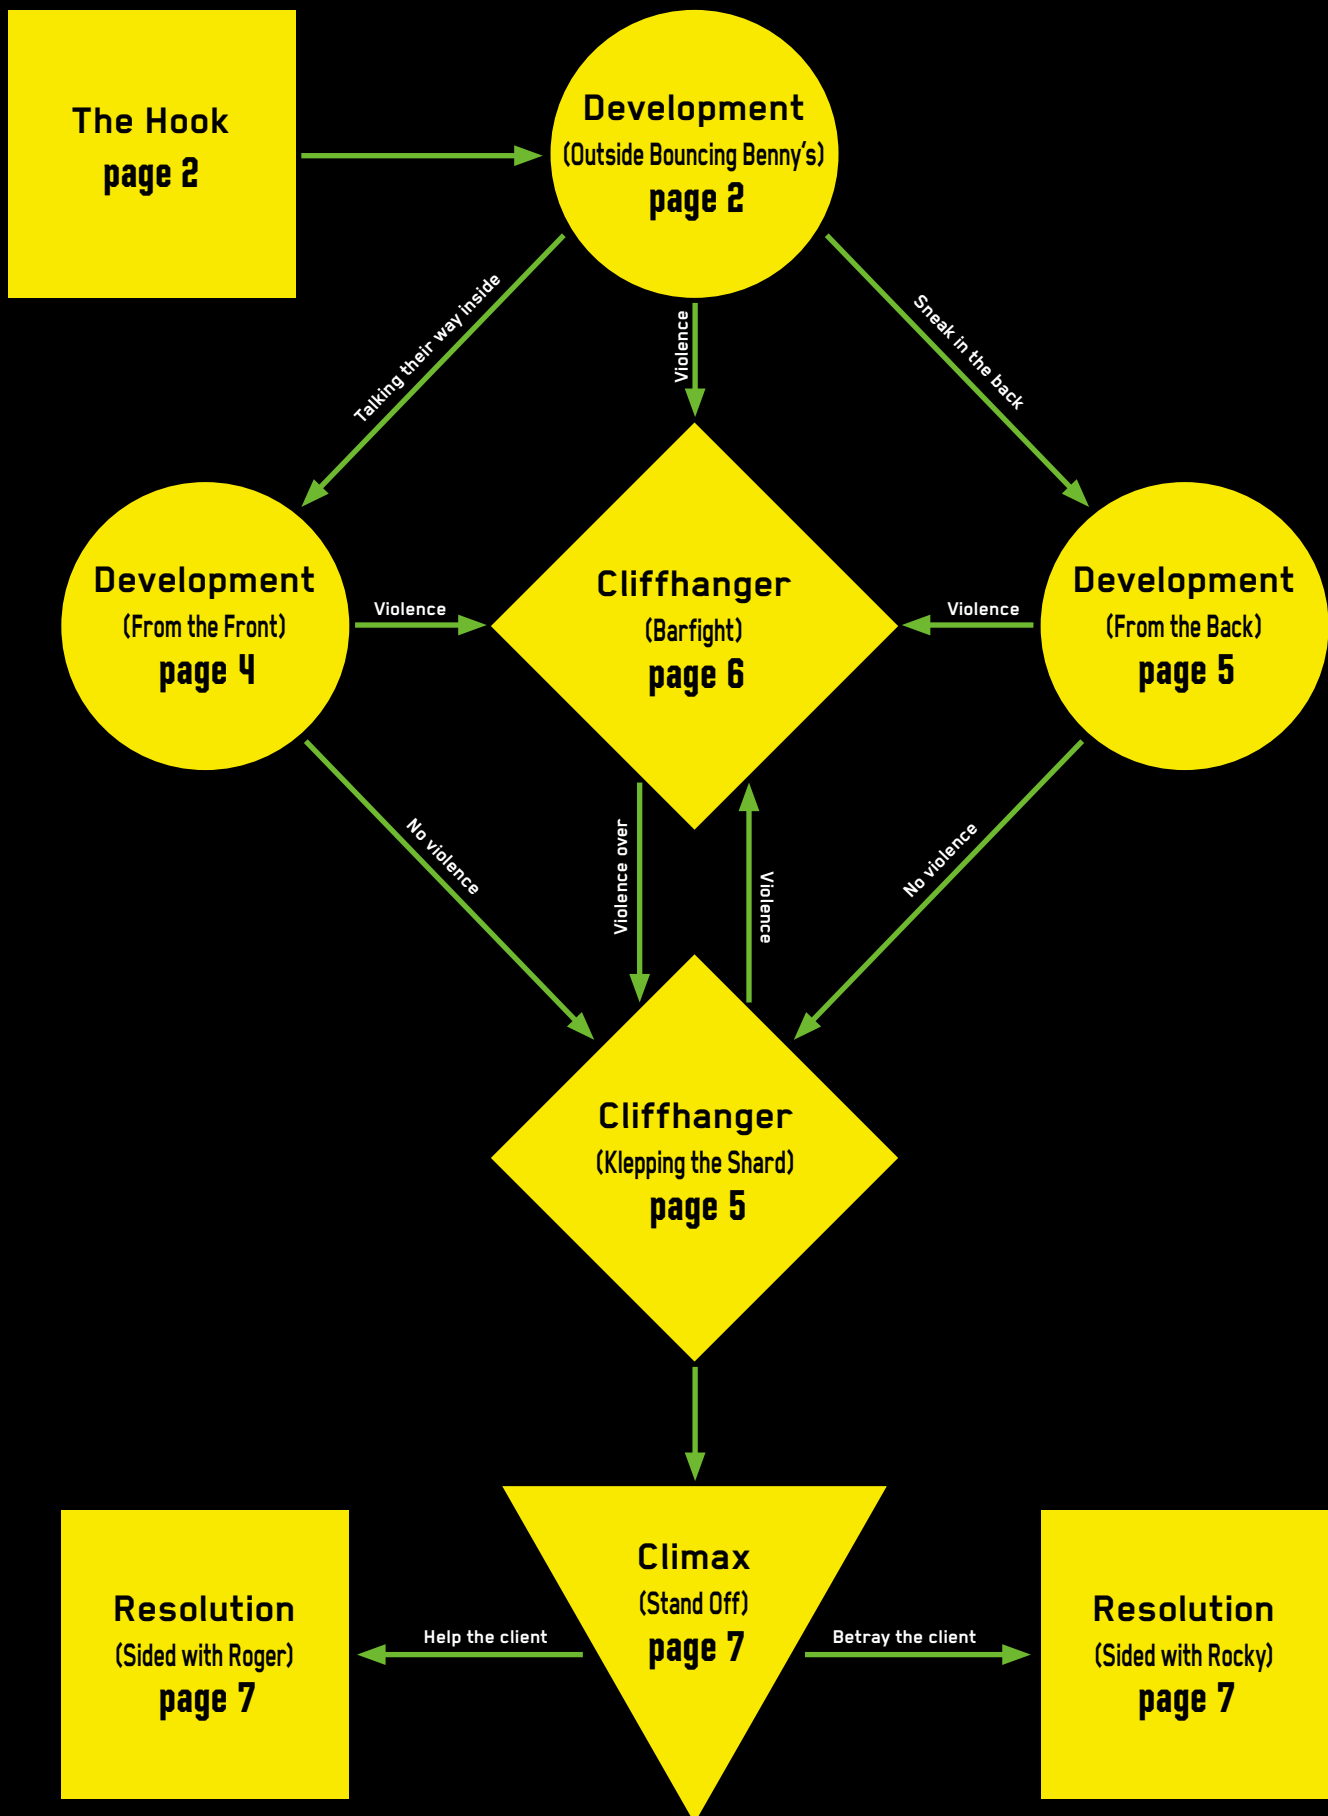 The Hook
page 2
Development
(Outside Bouncing Benny's)
page 2
Talking their way inside
Violence
Sneak in the back
Development
(From the Front)
page 4
Violence
Cliffhanger
(Barfight)
page 6
Violence
Development
(From the Back)
page 5
No violence
Violence over
Violence
No violence
Cliffhanger
(Klepping the Shard)
page 5
Climax
(Stand Off)
page 7
Help the client
Betray the client
Resolution
(Sided with Roger)
page 7
Resolution
(Sided with Rocky)
page 7